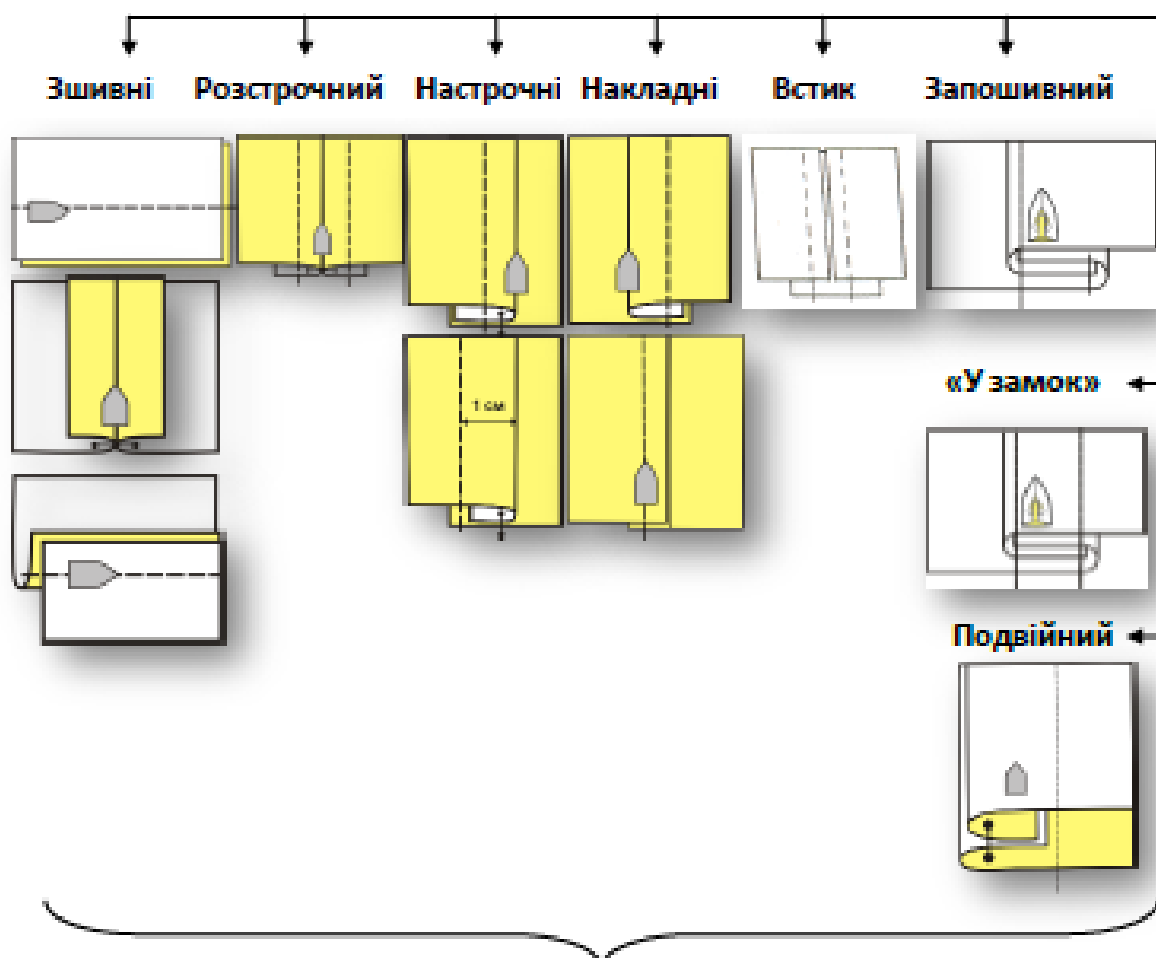 Зшивні Розстрочний Настрочні Накладні Встик Запошивний
1 см
«У замок»
Подвійний